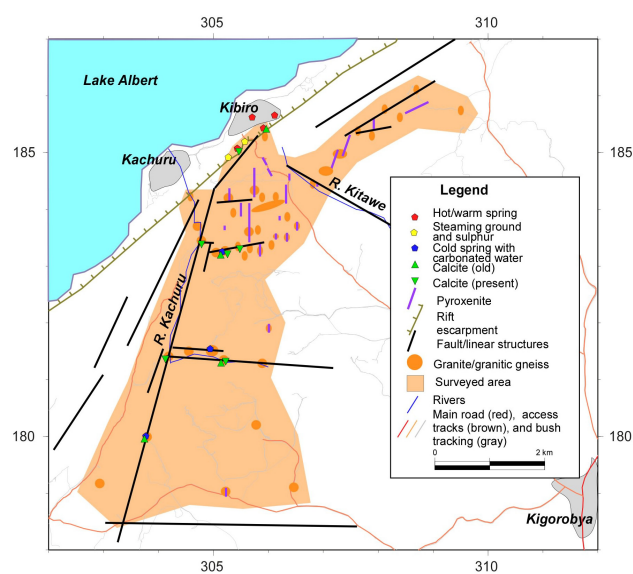 305
310
Lake Albert
Kibiro
Kachuru
185
185
R. Kitawe
R. Kachuru
Legend
Hot/warm spring
Steaming ground
and sulphur
Cold spring with
carbonated water
Calcite (old)
Calcite (present)
Pyroxenite
Rift
escarpment
Fault/linear structures
Granite/granitic gneiss
Surveyed area
Rivers
Main road (red), access
tracks (brown), and bush
tracking (gray)
0
2 km
180
180
Kigorobya
305
310